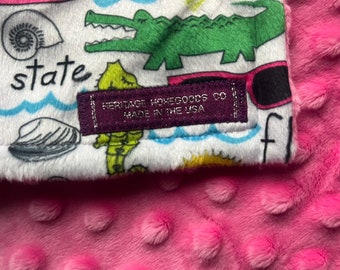 state
HERITAGE HOMEGOODS CO
MADE IN THE USA
fl